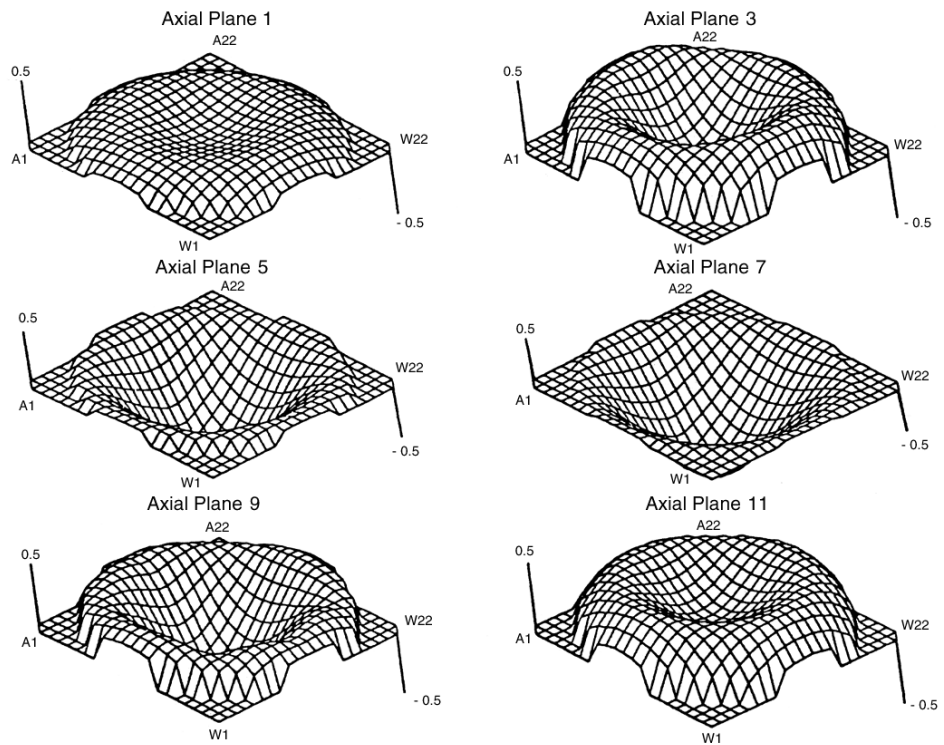 Axial Plane 1
A22
0.5
A1
W22
- 0.5
W1
Axial Plane 3
A22
0.5
A1
W22
- 0.5
W1
Axial Plane 5
A22
0.5
A1
W22
- 0.5
W1
Axial Plane 7
A22
0.5
A1
W22
- 0.5
W1
Axial Plane 9
A22
0.5
A1
W22
- 0.5
W1
Axial Plane 11
A22
0.5
A1
W22
- 0.5
W1